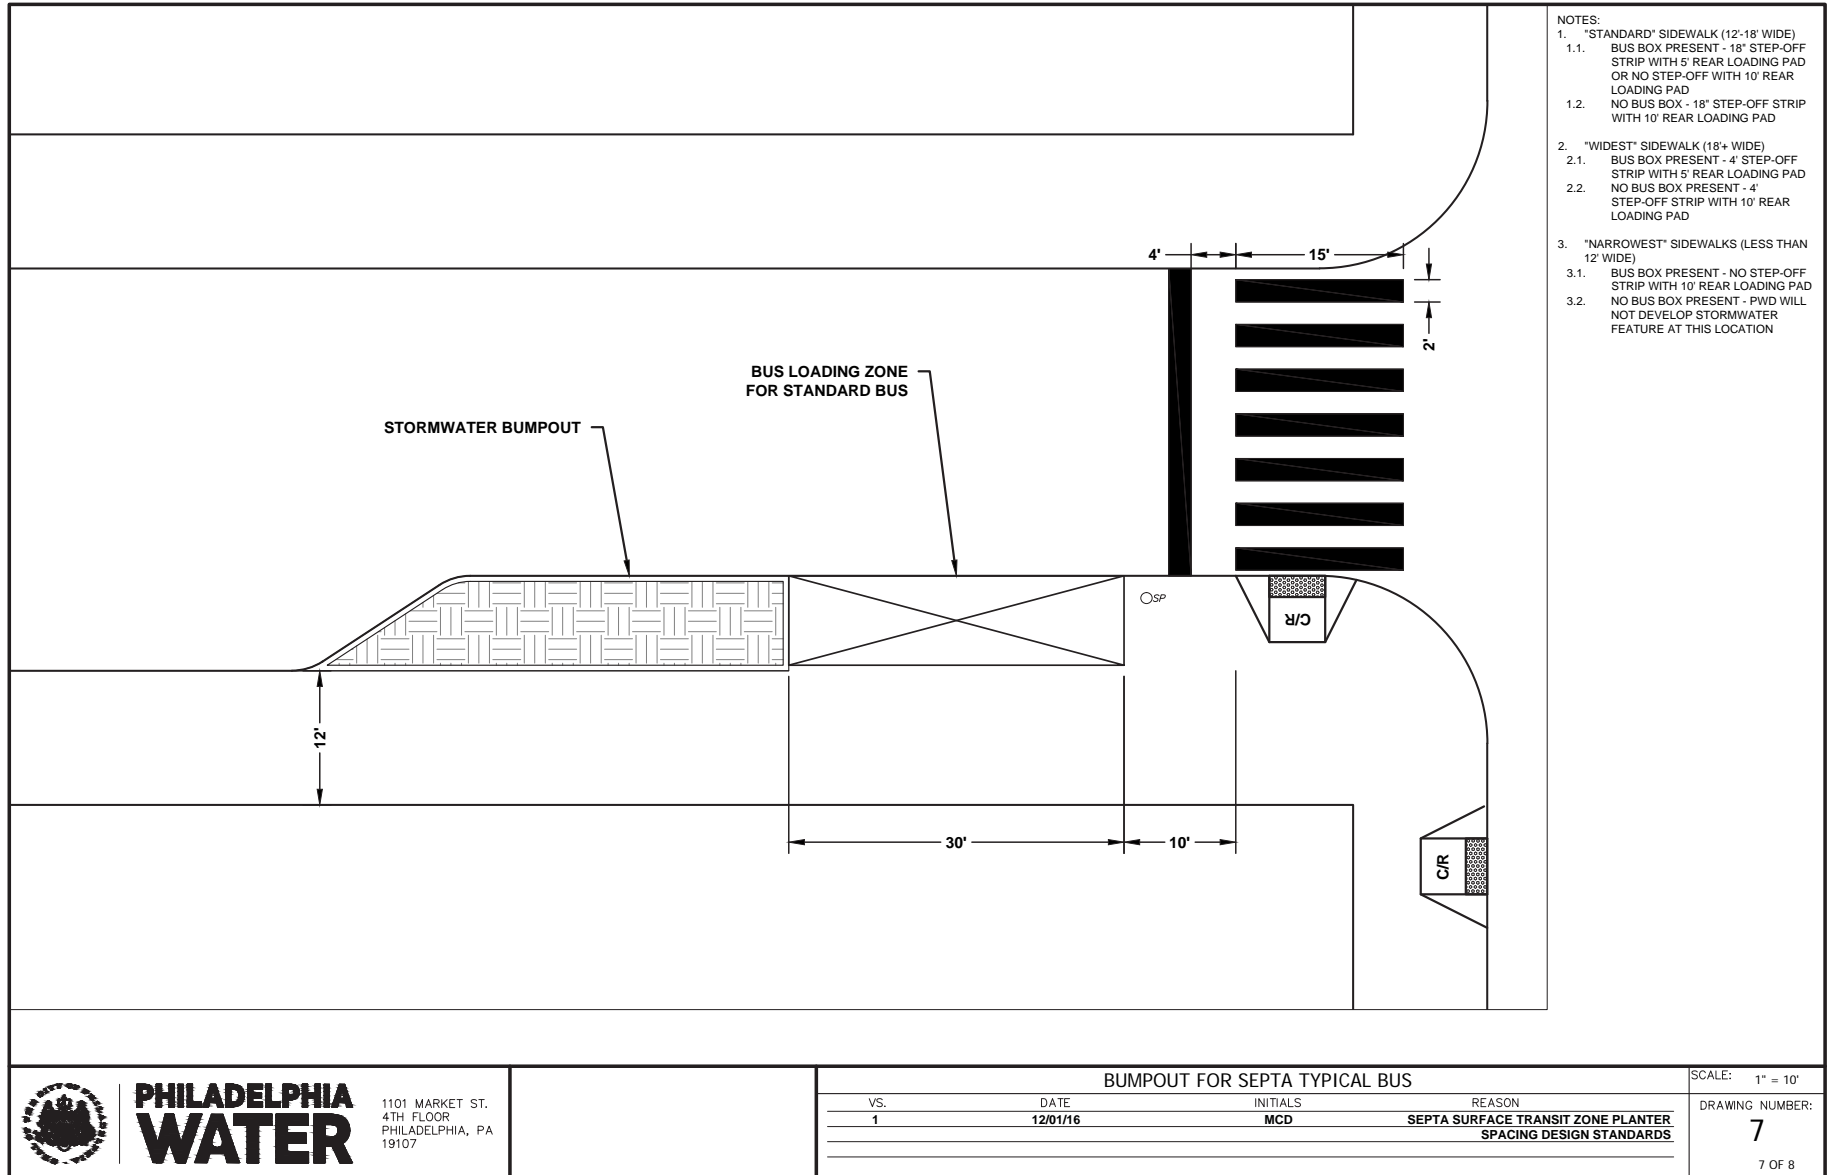 NOTES:
1. "STANDARD" SIDEWALK (12'-18' WIDE)
1.1. BUS BOX PRESENT - 18" STEP-OFF
STRIP WITH 5' REAR LOADING PAD
OR NO STEP-OFF WITH 10' REAR
LOADING PAD
1.2. NO BUS BOX - 18" STEP-OFF STRIP
WITH 10' REAR LOADING PAD
2. "WIDEST" SIDEWALK (18'+ WIDE)
2.1. BUS BOX PRESENT - 4' STEP-OFF
STRIP WITH 5' REAR LOADING PAD
2.2. NO BUS BOX PRESENT - 4'
STEP-OFF STRIP WITH 10' REAR
LOADING PAD
3. "NARROWEST" SIDEWALKS (LESS THAN
12' WIDE)
3.1. BUS BOX PRESENT - NO STEP-OFF
STRIP WITH 10' REAR LOADING PAD
3.2. NO BUS BOX PRESENT - PWD WILL
NOT DEVELOP STORMWATER
FEATURE AT THIS LOCATION
4'
15'
2'
BUS LOADING ZONE
FOR STANDARD BUS
STORMWATER BUMPOUT
SP
C/R
12'
30'
10'
C/R
PHILADELPHIA
WATER
1101 MARKET ST.
4TH FLOOR
PHILADELPHIA, PA
19107
BUMPOUT FOR SEPTA TYPICAL BUS
VS. DATE INITIALS REASON
1 12/01/16 MCD SEPTA SURFACE TRANSIT ZONE PLANTER
SPACING DESIGN STANDARDS
SCALE: 1" = 10'
DRAWING NUMBER:
7
7 OF 8